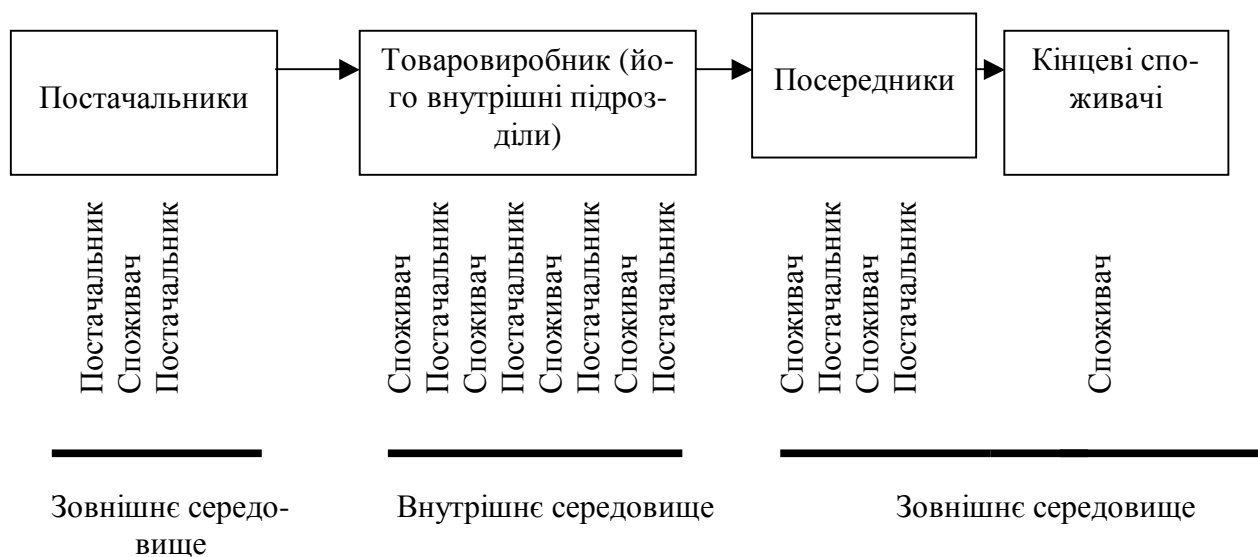 Постачальники
Товаровиробник (йо-
го внутрішні підроз-
діли)
Посередники
Кінцеві спо-
живачі
Постачальник
Споживач
Постачальник
Споживач
Постачальник
Споживач
Постачальник
Споживач
Постачальник
Споживач
Постачальник
Споживач
Постачальник
Споживач
Постачальник
Споживач
Зовнішнє середо-
вище
Внутрішнє середовище
Зовнішнє середовище